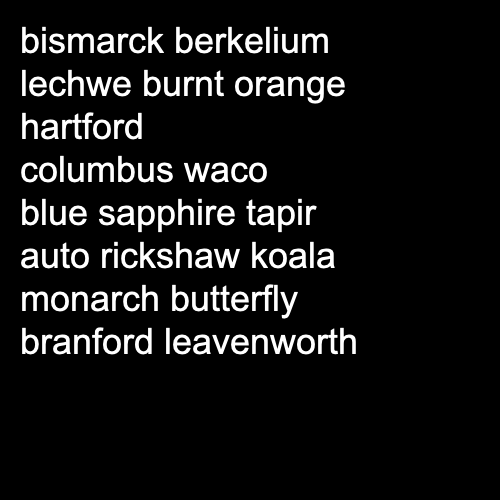 bismarck berkelium
lechwe burnt orange
hartford
columbus waco
blue sapphire tapir
auto rickshaw koala
monarch butterfly
branford leavenworth